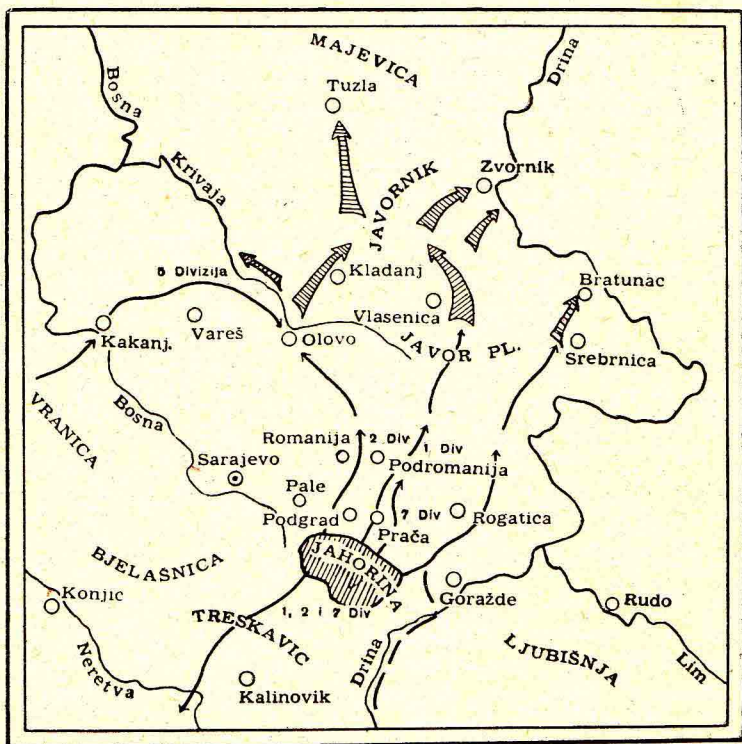 MAJEVICA
Bosna
Drina
Tuzla
Krivaja
JAVORNIK
Zvornik
5 Divizija
Kladanj
Bratunac
Vlasenica
Vareš
Kakanj.
Olovo
JAVOR PL.
Srebrnica
VRANICA
Bosna
Romanija
2 Div
1 Div
Sarajevo
Podromanija
Pale
7 Div
Podgrad
Prača
Rogatica
JAHORINA
BJELAŠNICA
Konjic
Goražde
Rudo
1, 2 i 7 Div
TRESKAVIC
LJUBIŠNJA
Neretva
Drina
Lim
Kalinovik